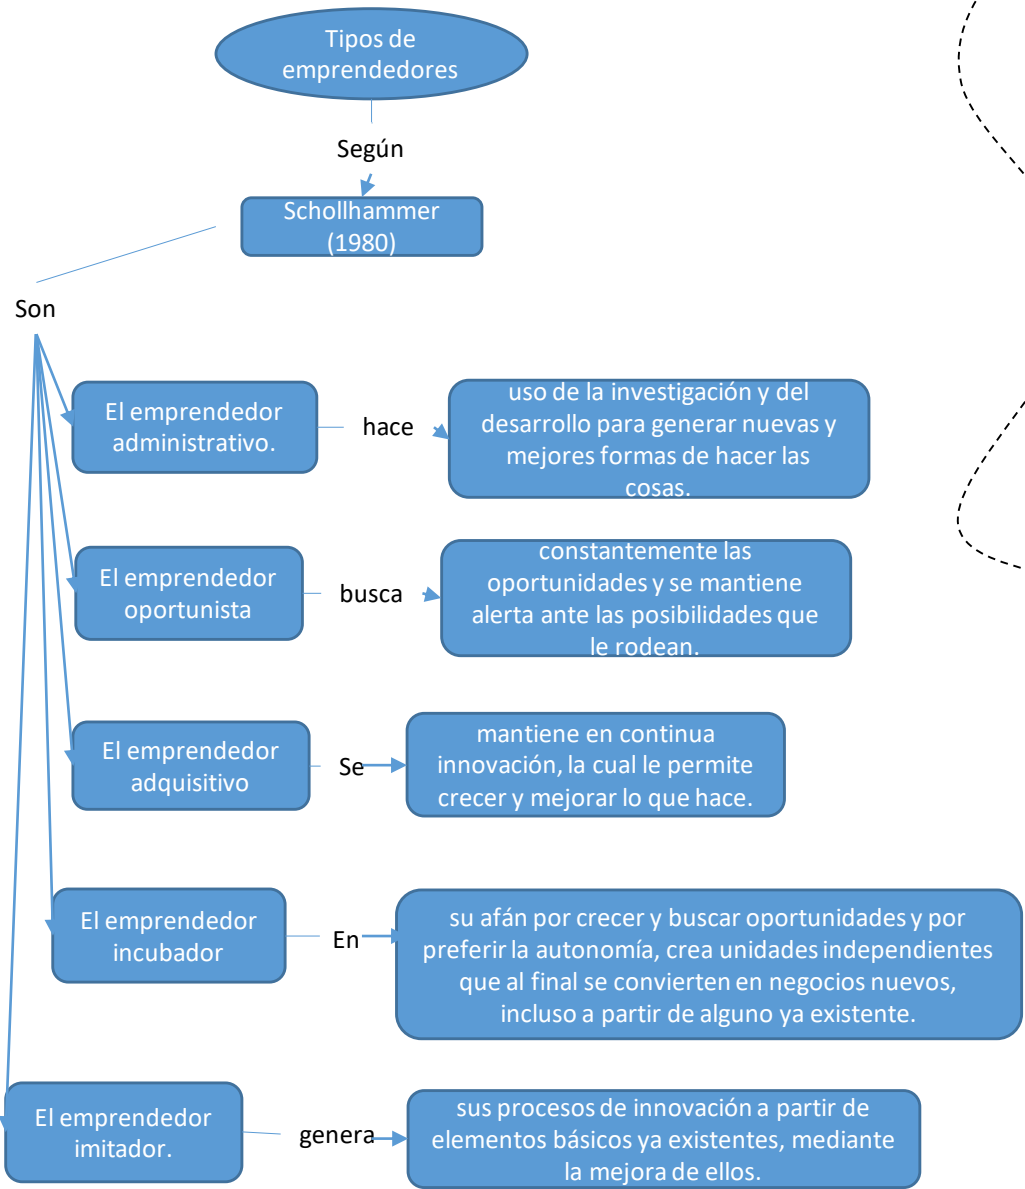 Tipos de
emprendedores
Según
Schollhammer
(1980)
Son
El emprendedor
administrativo.
hace
uso de la investigación y del
desarrollo para generar nuevas y
mejores formas de hacer las
cosas.
El emprendedor
oportunista
busca
constantemente las
oportunidades y se mantiene
alerta ante las posibilidades que
le rodean.
El emprendedor
adquisitivo
Se
mantiene en continua
innovación, la cual le permite
crecer y mejorar lo que hace.
El emprendedor
incubador
En
su afán por crecer y buscar oportunidades y por
preferir la autonomía, crea unidades independientes
que al final se convierten en negocios nuevos,
incluso a partir de alguno ya existente.
El emprendedor
imitador.
genera
sus procesos de innovación a partir de
elementos básicos ya existentes, mediante
la mejora de ellos.